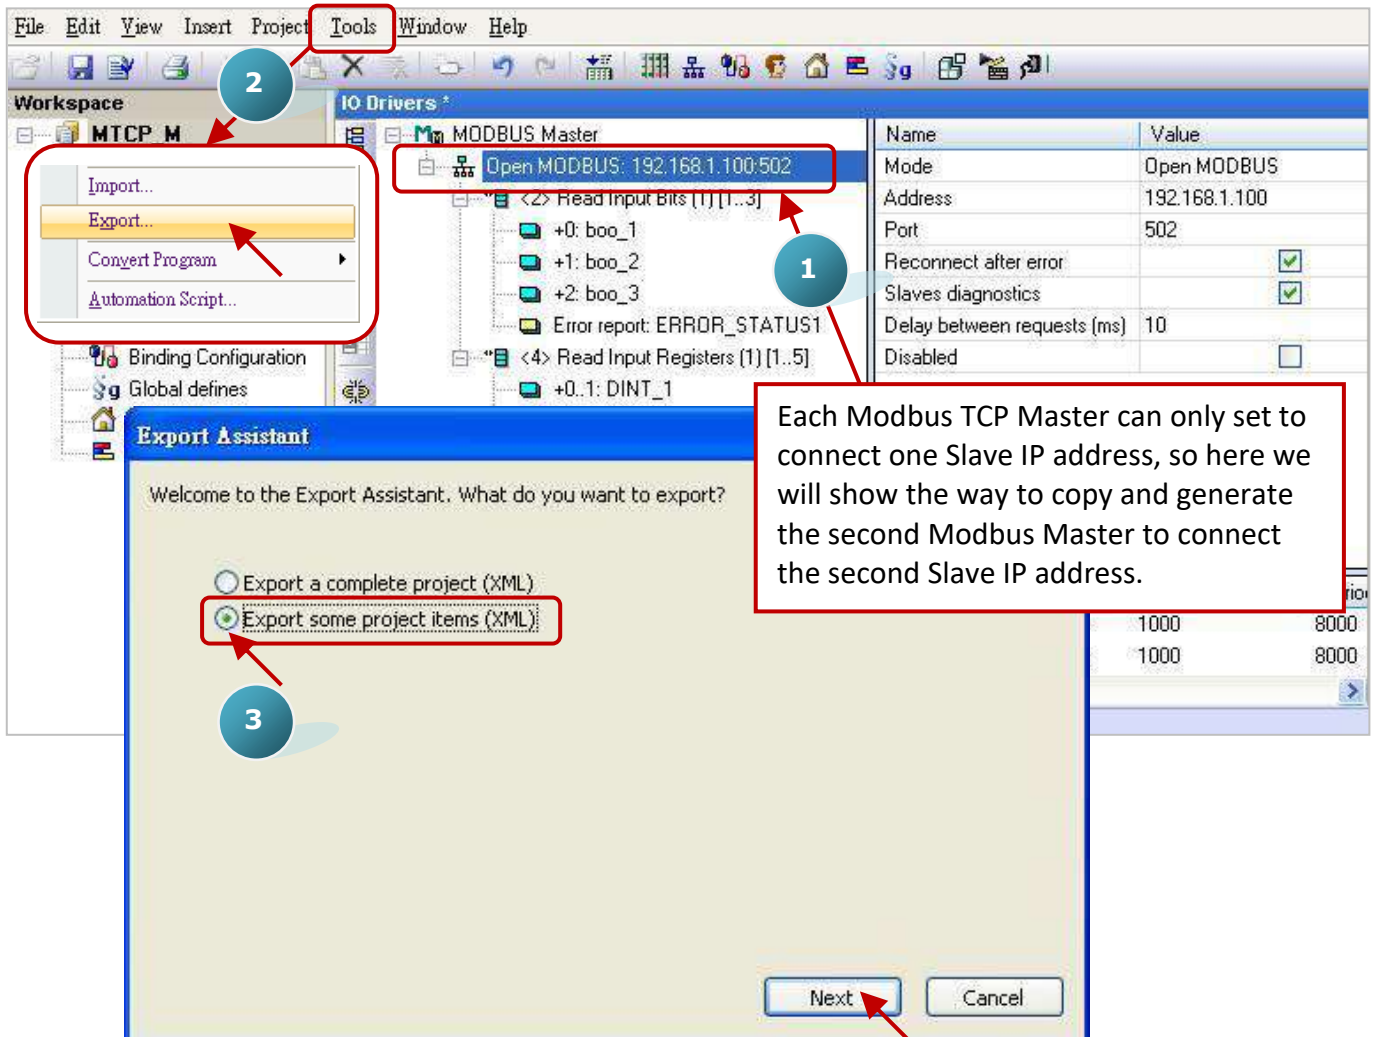 File Edit View Insert Project Tools Window Help
Workspace
IO Drivers *
2
MTCP_M
MODBUS Master
Name Value
Open MODBUS: 192.168.1.100:502
Mode Open MODBUS
Import...
<2> Read Input Bits (1) [1..3]
Address 192.168.1.100
Export...
+0: boo_1
Port 502
Convert Program
+1: boo_2
1
Reconnect after error
Automation Script...
+2: boo_3
Slaves diagnostics
Error report: ERROR_STATUS1
Delay between requests (ms) 10
Binding Configuration
<4> Read Input Registers (1) [1..5]
Disabled
Global defines
+0..1: DINT_1
Each Modbus TCP Master can only set to
connect one Slave IP address, so here we
will show the way to copy and generate
the second Modbus Master to connect
the second Slave IP address.
Export Assistant
Welcome to the Export Assistant. What do you want to export?
Export a complete project (XML)
Export some project items (XML)
1000 8000
1000 8000
3
Next Cancel